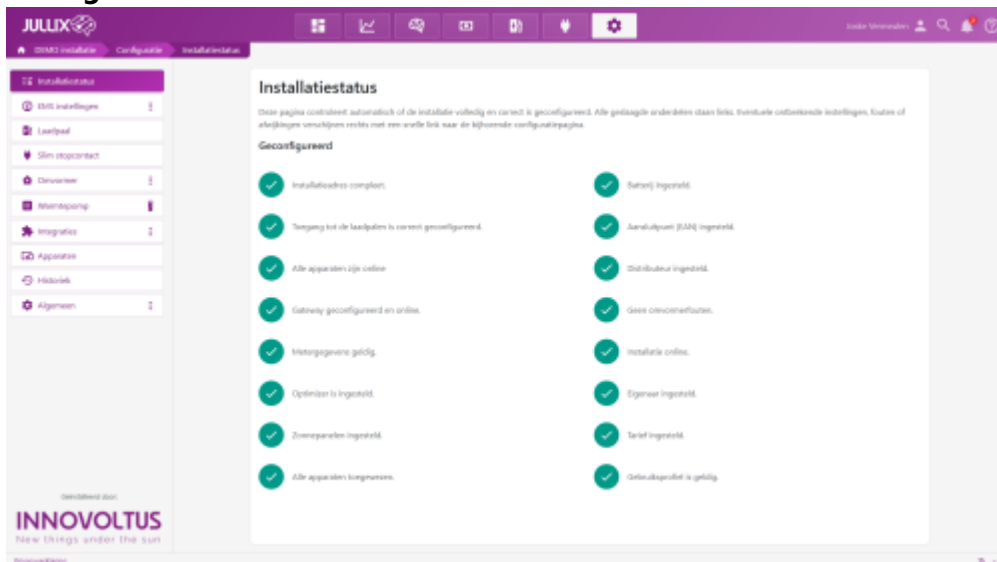 JULLIX
DEMO installatie Configuratie Installatiestatus
Installatiestatus
EMS instellingen
Laadpaal
Slim stopcontact
Omvormer
Warmtepomp
Integraties
Apparaten
Historiek
Algemeen
Geïnstalleerd door:
INNOVOLTUS
New things under the sun
Installatiestatus
Deze pagina controleert automatisch of de installatie volledig en correct is geconfigureerd. Alle geslaagde onderdelen staan links. Eventuele ontbrekende instellingen, fouten of
afwijkingen verschijnen rechts met een snelle link naar de bijhorende configuratiepagina.
Geconfigureerd
Installatieadres compleet.
Batterij ingesteld.
Toegang tot de laadpalen is correct geconfigureerd.
Aansluitpunt (EAN) ingesteld.
Alle apparaten zijn online
Distributeur ingesteld.
Gateway geconfigureerd en online.
Geen omvormerfouten.
Metergegevens geldig.
Installatie online.
Optimizer is ingesteld.
Eigenaar ingesteld.
Zonnepanelen ingesteld.
Tarief ingesteld.
Alle apparaten toegewezen.
Gebruiksprofiel is geldig.